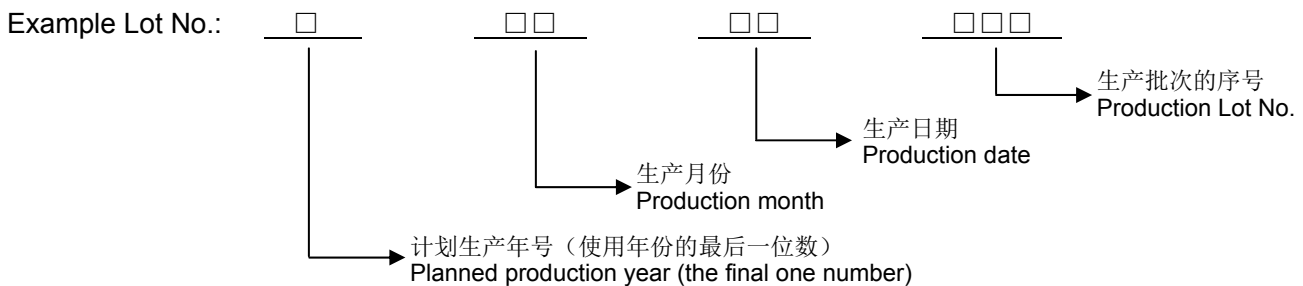 Example Lot No.: □ □□ □□ □□□
生产批次的序号
Production Lot No.
生产日期
Production date
生产月份
Production month
计划生产年号（使用年份的最后一位数）
Planned production year (the final one number)